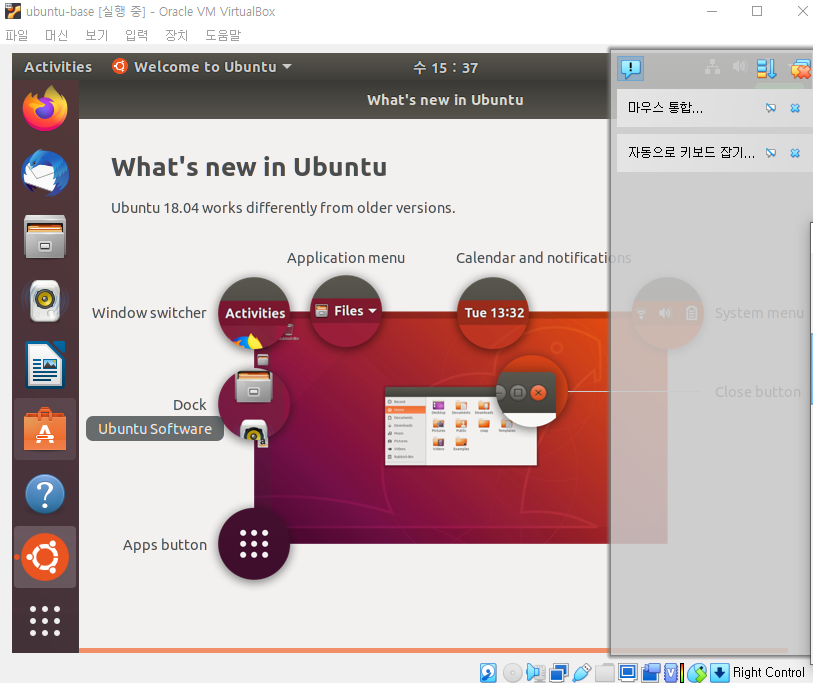 ubuntu-base [실행 중] - Oracle VM VirtualBox
파일 머신 보기 입력 장치 도움말
Activities Welcome to Ubuntu 수 15 : 37
What's new in Ubuntu
마우스 통합...
자동으로 키보드 잡기...
What's new in Ubuntu
Ubuntu 18.04 works differently from older versions.
Application menu Calendar and notifications
Window switcher Activities Files Tue 13:32 System menu
Close button
Dock
Ubuntu Software
Apps button
Right Control